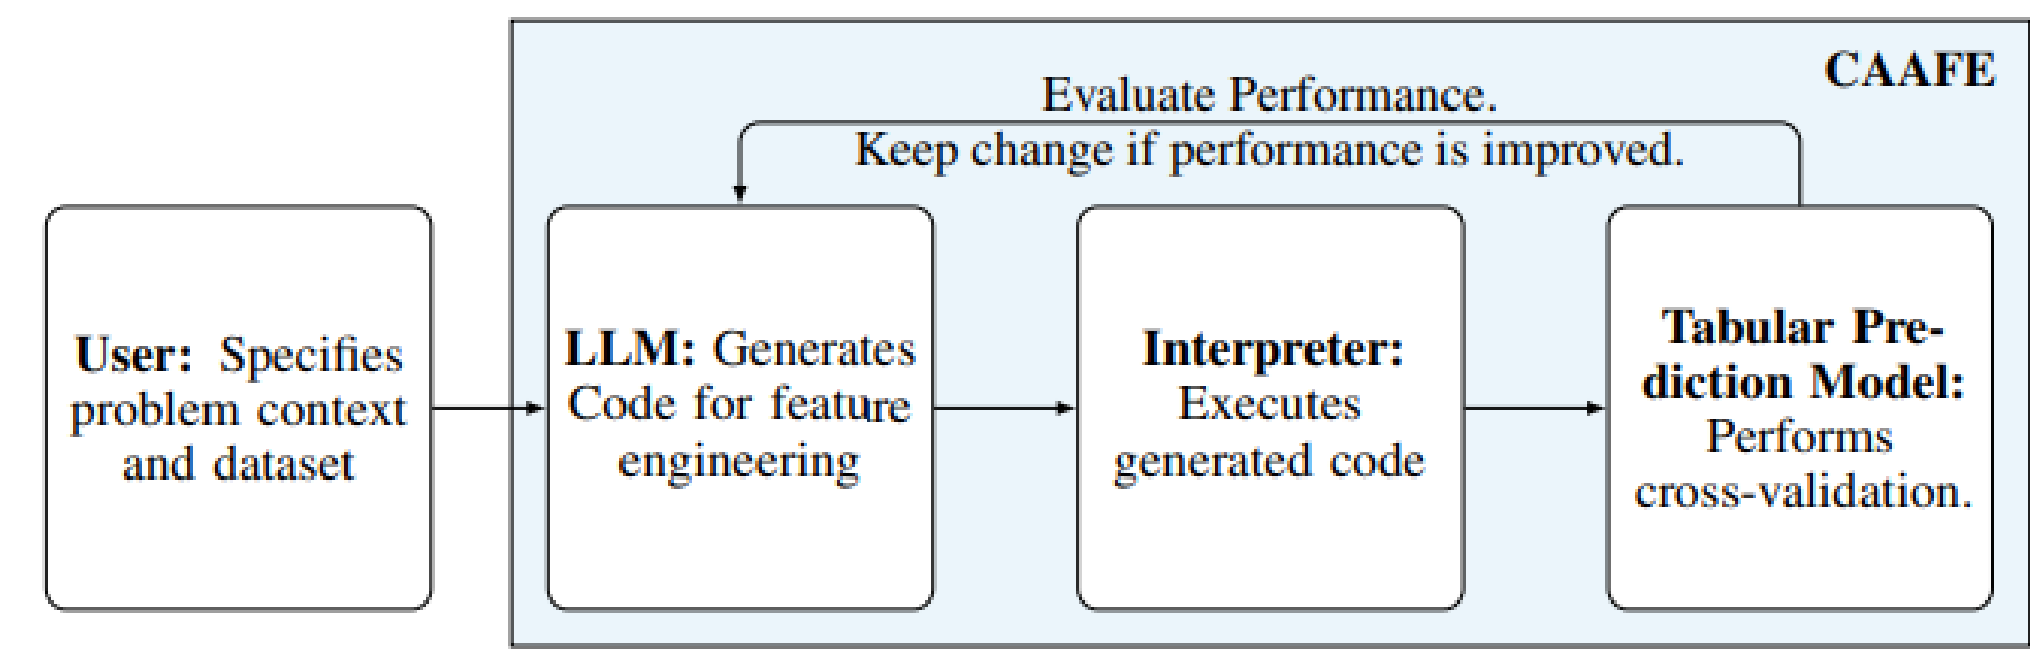 CAAFE
Evaluate Performance.
Keep change if performance is improved.
User: Specifies
problem context
and dataset
LLM: Generates
Code for feature
engineering
Interpreter:
Executes
generated code
Tabular Pre-
diction Model:
Performs
cross-validation.